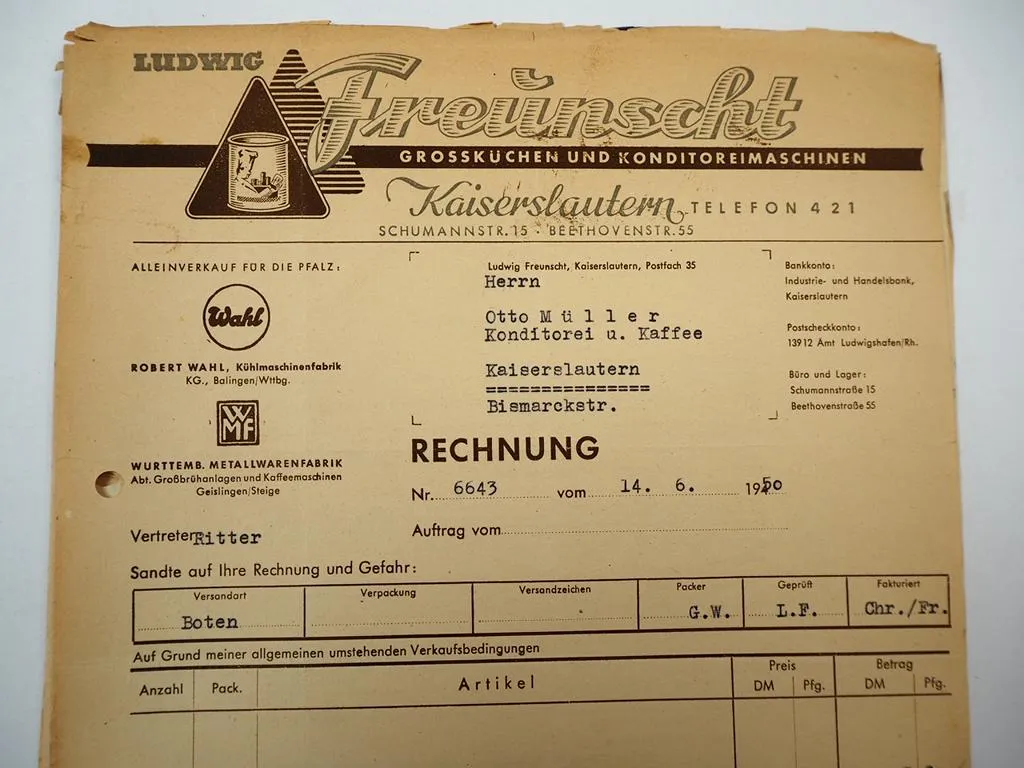 LUDWIG
Freunscht
GROSSKÜCHEN UND KONDITOREIMASCHINEN
Kaiserslautern TELEFON 421
SCHUMANNSTR. 15 · BEETHOVENSTR. 55
ALLEINVERKAUF FÜR DIE PFALZ:
Wahl
ROBERT WAHL, Kühlmaschinenfabrik
KG., Balingen/Wttbg.
WMF
WURTTEMB. METALLWARENFABRIK
Abt. Großbrühanlagen und Kaffeemaschinen
Geislingen/Steige
Ludwig Freunscht, Kaiserslautern, Postfach 35
Herrn
Otto Müller
Konditorei u. Kaffee
Kaiserslautern
===============
Bismarckstr.
Bankkonto:
Industrie- und Handelsbank,
Kaiserslautern
Postscheckkonto:
13912 Amt Ludwigshafen/Rh.
Büro und Lager:
Schumannstraße 15
Beethovenstraße 55
RECHNUNG
Nr. 6643 vom 14. 6. 1950
Auftrag vom
Vertreter Ritter
Sandte auf Ihre Rechnung und Gefahr:
Versandart Verpackung Versandzeichen Packer Geprüft Fakturiert
Boten G.W. L.F. Chr./Fr.
Auf Grund meiner allgemeinen umstehenden Verkaufsbedingungen
Anzahl Pack. Artikel Preis DM Pfg. Betrag DM Pfg.